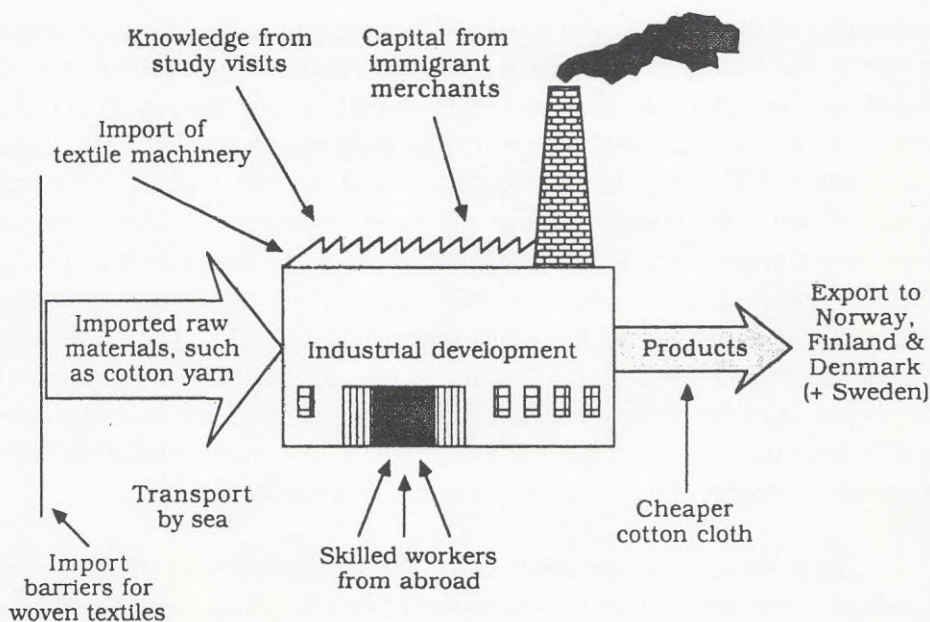 Knowledge from
study visits
Capital from
immigrant
merchants
Import of
textile machinery
Imported raw
materials, such
as cotton yarn
Industrial development
Products
Export to
Norway,
Finland &
Denmark
(+ Sweden)
Transport
by sea
Cheaper
cotton cloth
Skilled workers
from abroad
Import
barriers for
woven textiles